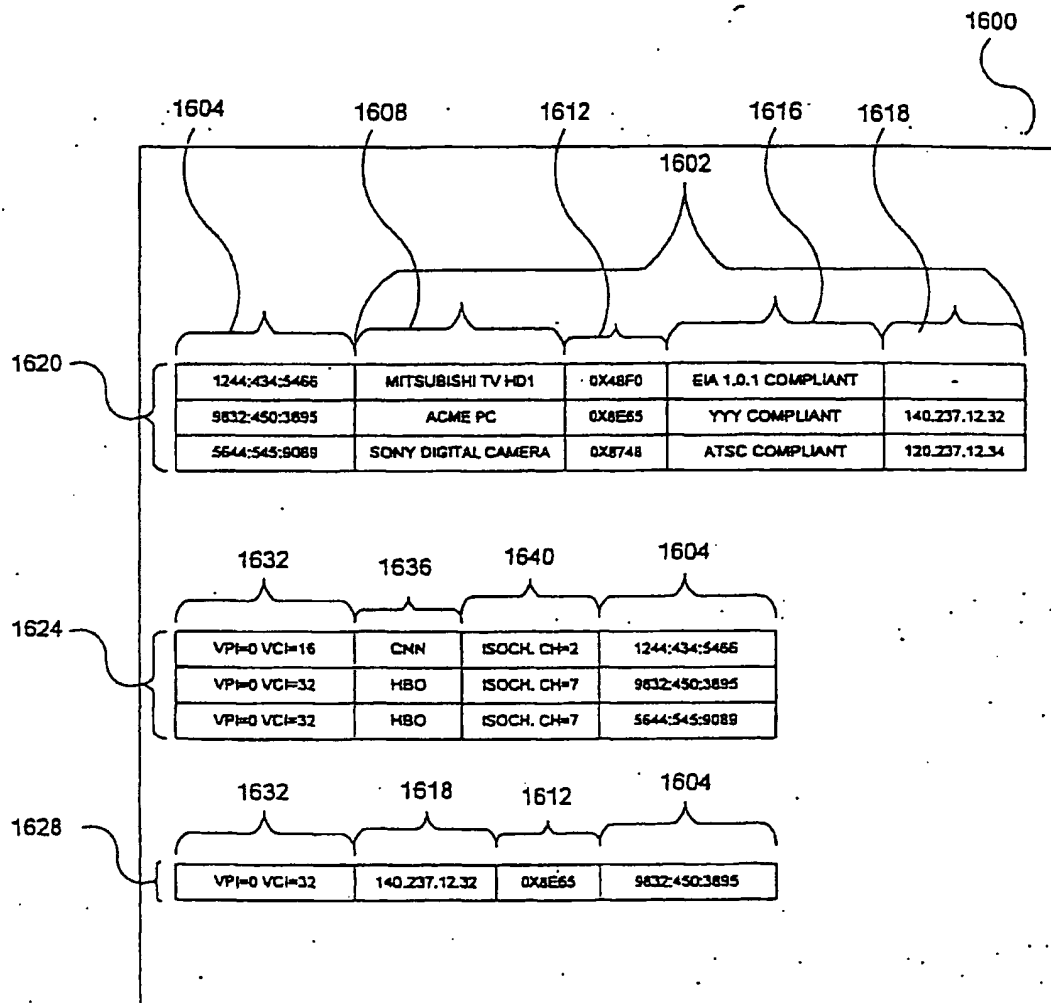 1600
1604 1608 1612 1616 1618
1602
1620
1244:434:5466 MITSUBISHI TV HD1 0X48F0 EIA 1.0.1 COMPLIANT -
9832:450:3895 ACME PC 0X8E65 YYY COMPLIANT 140.237.12.32
5644:545:9089 SONY DIGITAL CAMERA 0X8748 ATSC COMPLIANT 120.237.12.34
1632 1636 1640 1604
1624
VPI=0 VCI=16 CNN ISOCH. CH=2 1244:434:5466
VPI=0 VCI=32 HBO ISOCH. CH=7 9832:450:3895
VPI=0 VCI=32 HBO ISOCH. CH=7 5644:545:9089
1632 1618 1612 1604
1628
VPI=0 VCI=32 140.237.12.32 0X8E65 9832:450:3895